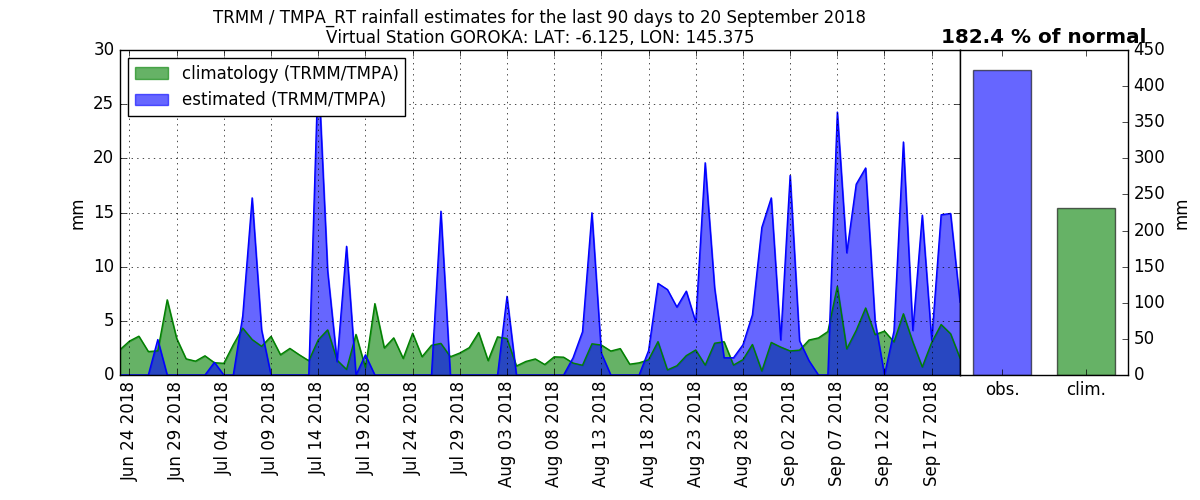 TRMM / TMPA_RT rainfall estimates for the last 90 days to 20 September 2018
Virtual Station GOROKA: LAT: -6.125, LON: 145.375
182.4 % of normal
climatology (TRMM/TMPA)
estimated (TRMM/TMPA)
mm
30
25
20
15
10
5
0
Jun 24 2018
Jun 29 2018
Jul 04 2018
Jul 09 2018
Jul 14 2018
Jul 19 2018
Jul 24 2018
Jul 29 2018
Aug 03 2018
Aug 08 2018
Aug 13 2018
Aug 18 2018
Aug 23 2018
Aug 28 2018
Sep 02 2018
Sep 07 2018
Sep 12 2018
Sep 17 2018
obs.
clim.
450
400
350
300
250
200
150
100
50
0
mm